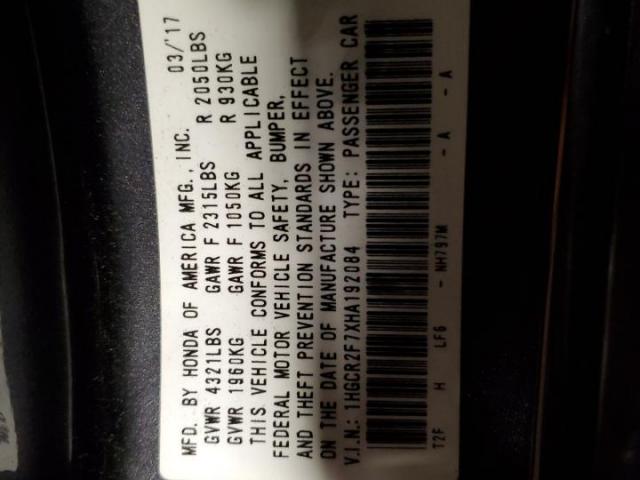 MFD. BY HONDA OF AMERICA MFG., INC. 03/'17
GVWR 4321LBS GAWR F 2315LBS R 2050LBS
GVWR 1960KG GAWR F 1050KG R 930KG
THIS VEHICLE CONFORMS TO ALL APPLICABLE
FEDERAL MOTOR VEHICLE SAFETY, BUMPER,
AND THEFT PREVENTION STANDARDS IN EFFECT
ON THE DATE OF MANUFACTURE SHOWN ABOVE.
V.I.N.: 1HGCR2F7XHA192084 TYPE: PASSENGER CAR
T2F H LF6 - NH797M - A - A